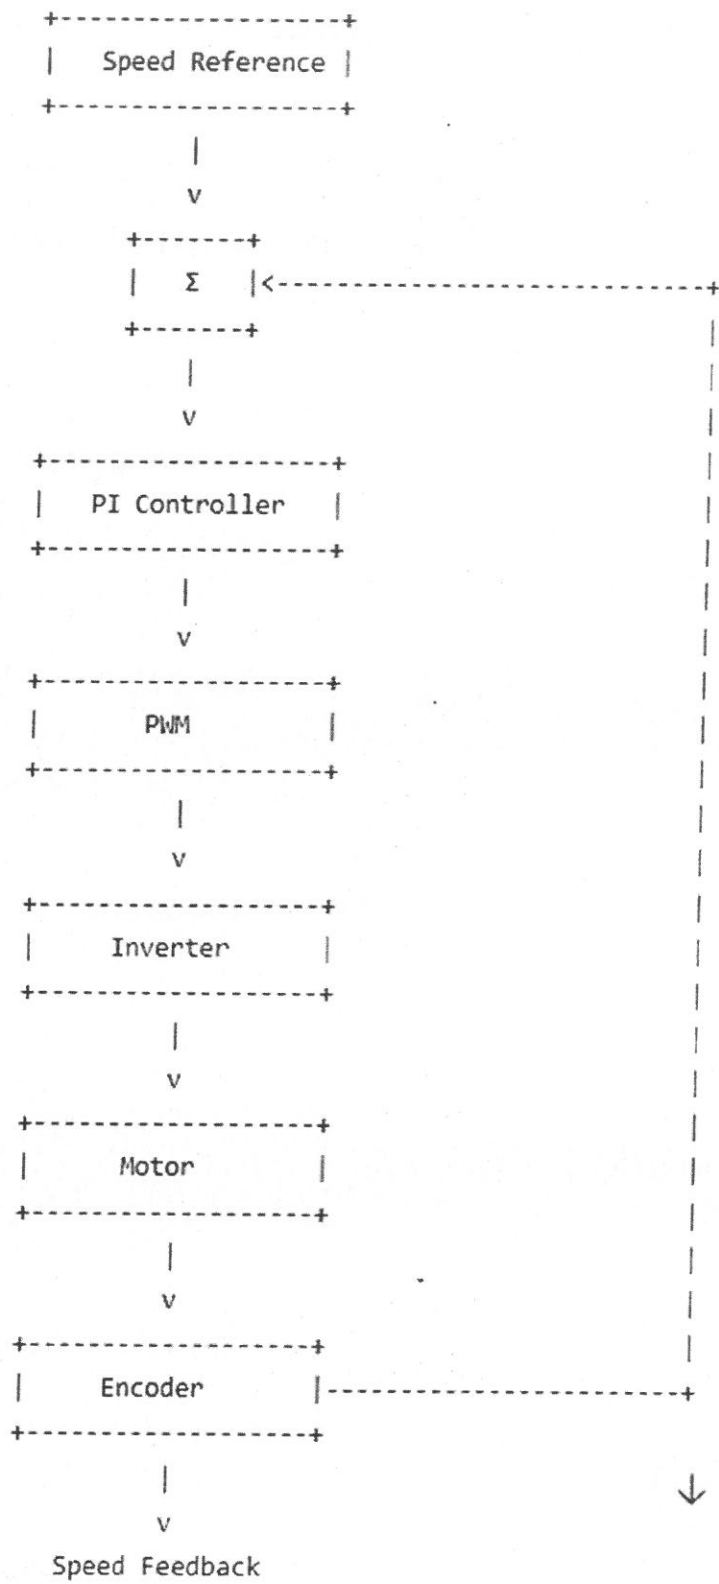 Speed Reference
Σ
PI Controller
PWM
Inverter
Motor
Encoder
Speed Feedback